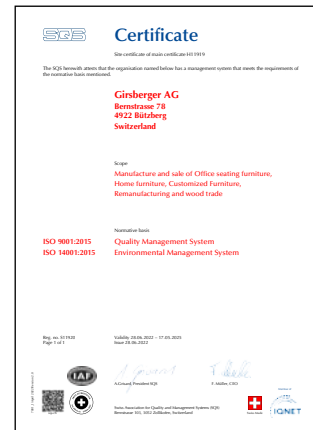 SQS
Certificate
Site certificate of main certificate H11919
The SQS herewith attests that the organisation named below has a management system that meets the requirements of
the normative basis mentioned.
Girsberger AG
Bernstrasse 78
4922 Bützberg
Switzerland
Scope
Manufacture and sale of Office seating furniture,
Home furniture, Customized Furniture,
Remanufacturing and wood trade
Normative basis
ISO 9001:2015 Quality Management System
ISO 14001:2015 Environmental Management System
Reg. no. S11920 Validity 28.06.2022 – 17.05.2025
Page 1 of 1 Issue 28.06.2022
IAF
A. Grisard, President SQS F. Müller, CEO
Swiss Association for Quality and Management Systems (SQS)
Bernstrasse 103, 3052 Zollikofen, Switzerland
Swiss Made
IQNET